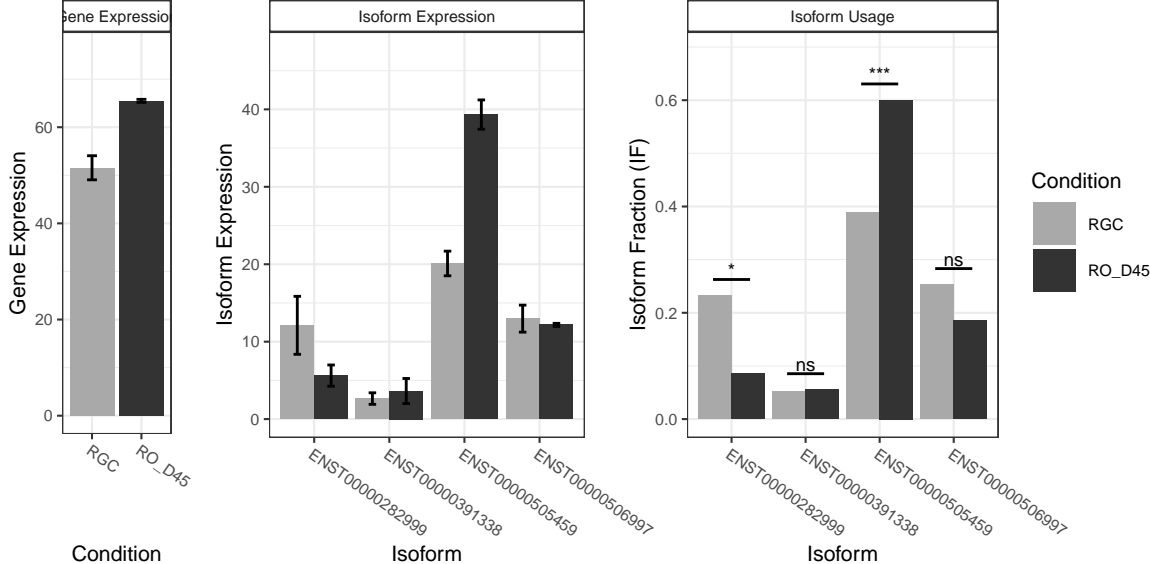 Gene Expression
Isoform Expression
Isoform Usage
Gene Expression
60
40
20
0
RGC
RO_D45
Condition
Isoform Expression
40
30
20
10
0
ENST00000282999
ENST00000391338
ENST00000505459
ENST00000506997
Isoform
Isoform Fraction (IF)
0.6
0.4
0.2
0.0
*
ns
***
ns
ENST00000282999
ENST00000391338
ENST00000505459
ENST00000506997
Isoform
Condition
RGC
RO_D45